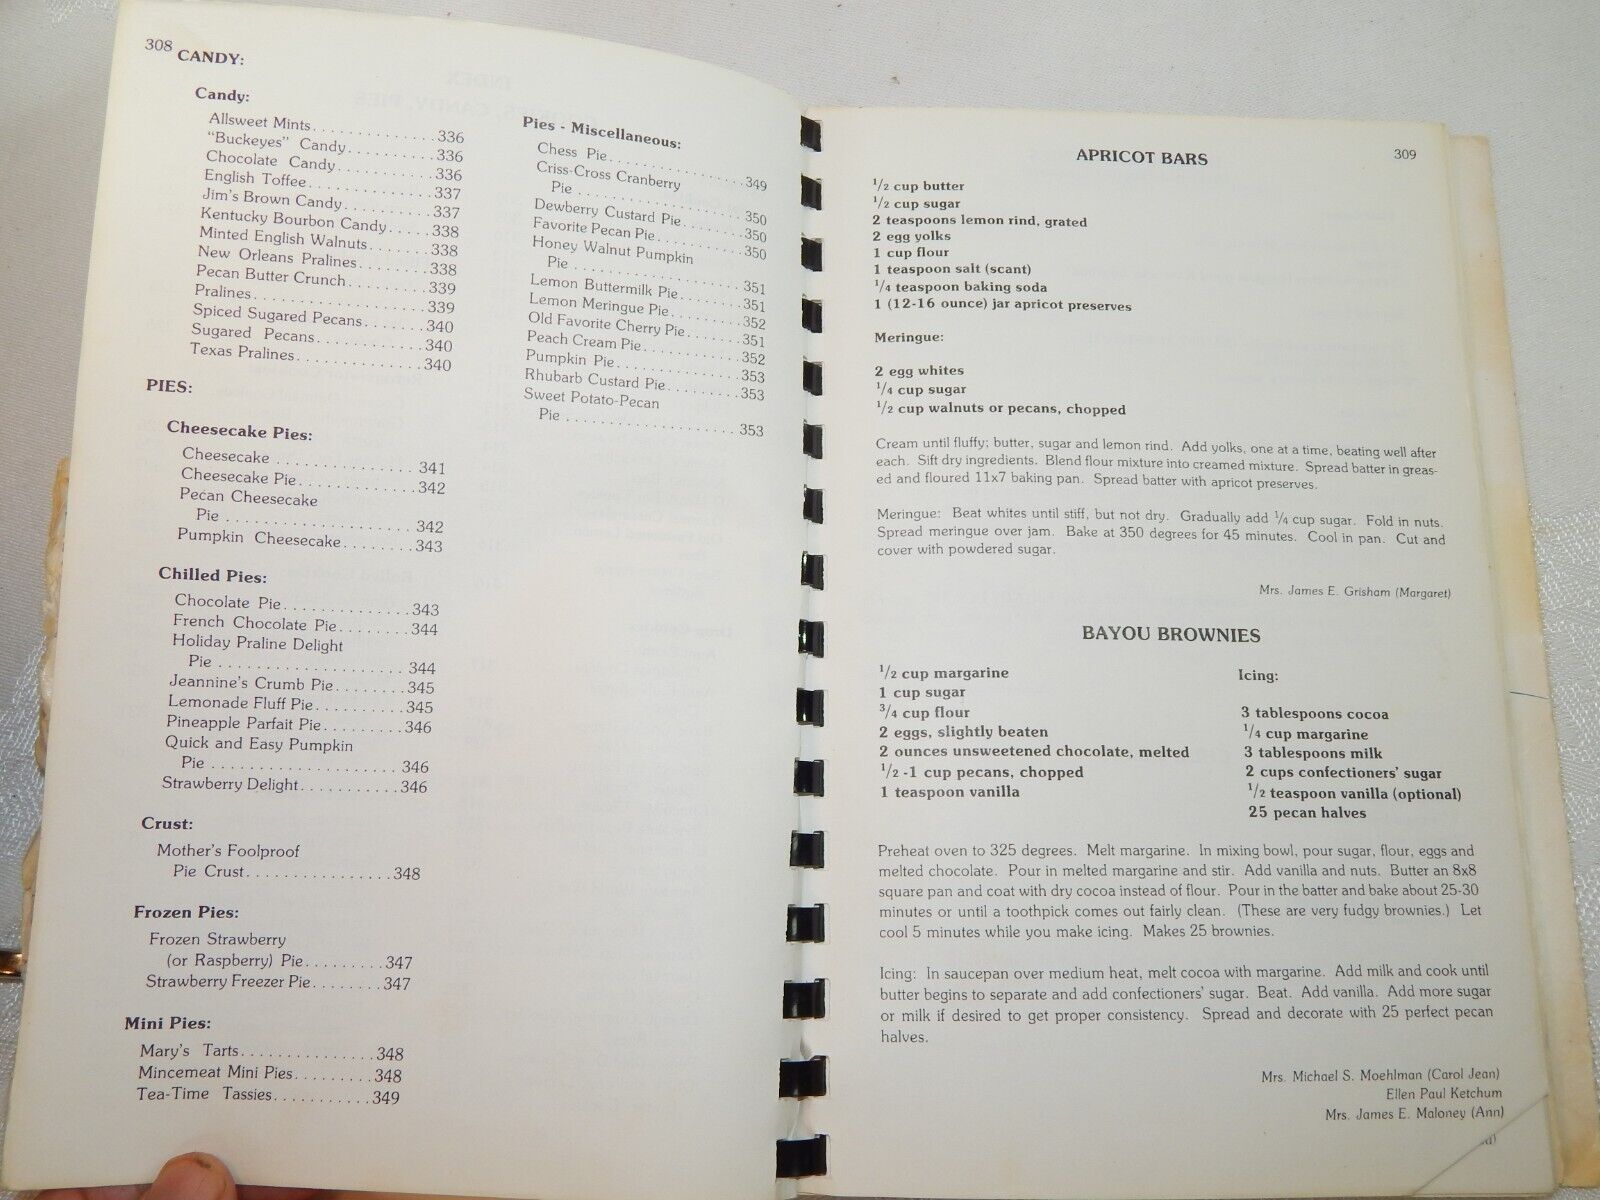 308
CANDY:
Candy:
Allsweet Mints. . . . . . . . . . . . .336
"Buckeyes" Candy. . . . . . . . . .336
Chocolate Candy. . . . . . . . . . .336
English Toffee. . . . . . . . . . . . .337
Jim's Brown Candy. . . . . . . . . .337
Kentucky Bourbon Candy. . . . .338
Minted English Walnuts. . . . . . .338
New Orleans Pralines. . . . . . . .338
Pecan Butter Crunch. . . . . . . . .339
Pralines. . . . . . . . . . . . . . . . . .339
Spiced Sugared Pecans. . . . . . .340
Sugared Pecans. . . . . . . . . . . .340
Texas Pralines. . . . . . . . . . . . .340
PIES:
Cheesecake Pies:
Cheesecake . . . . . . . . . . . . . . . 341
Cheesecake Pie. . . . . . . . . . . . .342
Pecan Cheesecake
Pie . . . . . . . . . . . . . . . . . . . . 342
Pumpkin Cheesecake. . . . . . . .343
Chilled Pies:
Chocolate Pie. . . . . . . . . . . . . .343
French Chocolate Pie. . . . . . . .344
Holiday Praline Delight
Pie . . . . . . . . . . . . . . . . . . . . 344
Jeannine's Crumb Pie. . . . . . . .345
Lemonade Fluff Pie. . . . . . . . . .345
Pineapple Parfait Pie. . . . . . . . .346
Quick and Easy Pumpkin
Pie . . . . . . . . . . . . . . . . . . . . 346
Strawberry Delight. . . . . . . . . . .346
Crust:
Mother's Foolproof
Pie Crust. . . . . . . . . . . . . . . .348
Frozen Pies:
Frozen Strawberry
(or Raspberry) Pie. . . . . . . . .347
Strawberry Freezer Pie. . . . . . . .347
Mini Pies:
Mary's Tarts. . . . . . . . . . . . . . .348
Mincemeat Mini Pies. . . . . . . . .348
Tea-Time Tassies. . . . . . . . . . .349
Pies - Miscellaneous:
Chess Pie. . . . . . . . . . . . . . . .349
Criss-Cross Cranberry
Pie . . . . . . . . . . . . . . . . . . . 350
Dewberry Custard Pie. . . . . . . .350
Favorite Pecan Pie. . . . . . . . . .350
Honey Walnut Pumpkin
Pie . . . . . . . . . . . . . . . . . . . .351
Lemon Buttermilk Pie. . . . . . . .351
Lemon Meringue Pie. . . . . . . . .352
Old Favorite Cherry Pie. . . . . . .351
Peach Cream Pie. . . . . . . . . . . .352
Pumpkin Pie. . . . . . . . . . . . . . .353
Rhubarb Custard Pie. . . . . . . . .353
Sweet Potato-Pecan
Pie . . . . . . . . . . . . . . . . . . . . 353
309
APRICOT BARS
1/2 cup butter
1/2 cup sugar
2 teaspoons lemon rind, grated
2 egg yolks
1 cup flour
1 teaspoon salt (scant)
1/4 teaspoon baking soda
1 (12-16 ounce) jar apricot preserves
Meringue:
2 egg whites
1/4 cup sugar
1/2 cup walnuts or pecans, chopped
Cream until fluffy; butter, sugar and lemon rind. Add yolks, one at a time, beating well after
each. Sift dry ingredients. Blend flour mixture into creamed mixture. Spread batter in greas-
ed and floured 11x7 baking pan. Spread batter with apricot preserves.
Meringue: Beat whites until stiff, but not dry. Gradually add 1/4 cup sugar. Fold in nuts.
Spread meringue over jam. Bake at 350 degrees for 45 minutes. Cool in pan. Cut and
cover with powdered sugar.
Mrs. James E. Grisham (Margaret)
BAYOU BROWNIES
1/2 cup margarine
1 cup sugar
3/4 cup flour
2 eggs, slightly beaten
2 ounces unsweetened chocolate, melted
1/2 -1 cup pecans, chopped
1 teaspoon vanilla
Icing:
3 tablespoons cocoa
1/4 cup margarine
3 tablespoons milk
2 cups confectioners' sugar
1/2 teaspoon vanilla (optional)
25 pecan halves
Preheat oven to 325 degrees. Melt margarine. In mixing bowl, pour sugar, flour, eggs and
melted chocolate. Pour in melted margarine and stir. Add vanilla and nuts. Butter an 8x8
square pan and coat with dry cocoa instead of flour. Pour in the batter and bake about 25-30
minutes or until a toothpick comes out fairly clean. (These are very fudgy brownies.) Let
cool 5 minutes while you make icing. Makes 25 brownies.
Icing: In saucepan over medium heat, melt cocoa with margarine. Add milk and cook until
butter begins to separate and add confectioners' sugar. Beat. Add vanilla. Add more sugar
or milk if desired to get proper consistency. Spread and decorate with 25 perfect pecan
halves.
Mrs. Michael S. Moehlman (Carol Jean)
Ellen Paul Ketchum
Mrs. James E. Maloney (Ann)